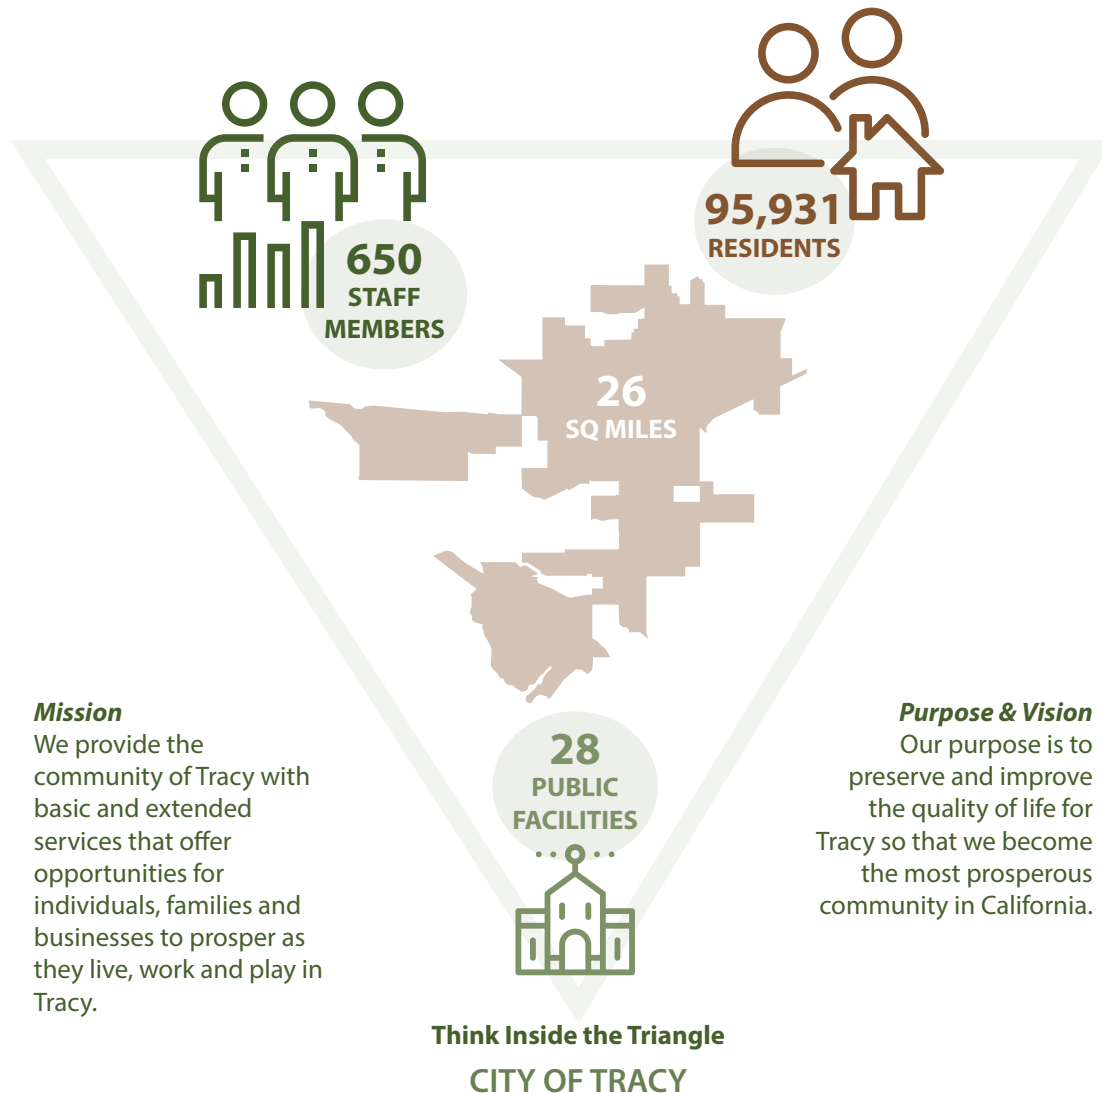 95,931
RESIDENTS
650
STAFF
MEMBERS
26
SQ MILES
Mission
We provide the
community of Tracy with
basic and extended
services that offer
opportunities for
individuals, families and
businesses to prosper as
they live, work and play in
Tracy.
28
PUBLIC
FACILITIES
Purpose & Vision
Our purpose is to
preserve and improve
the quality of life for
Tracy so that we become
the most prosperous
community in California.
Think Inside the Triangle
CITY OF TRACY